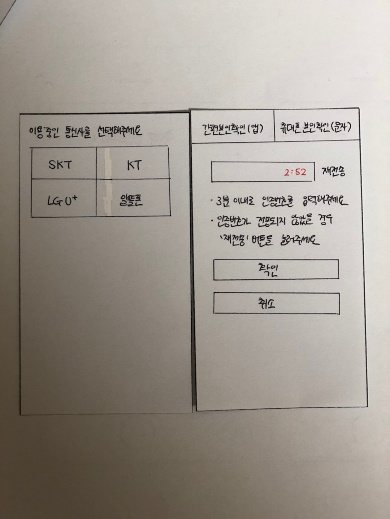 이용중인 통신사를 선택해주세요
SKT
KT
LG U+
알뜰폰
간편본인확인(앱)
휴대폰 본인확인(문자)
2:52
재전송
· 3분 이내로 인증번호를 입력해주세요
· 인증번호가 전송되지 않았을 경우
'재전송' 버튼을 눌러주세요
확인
취소